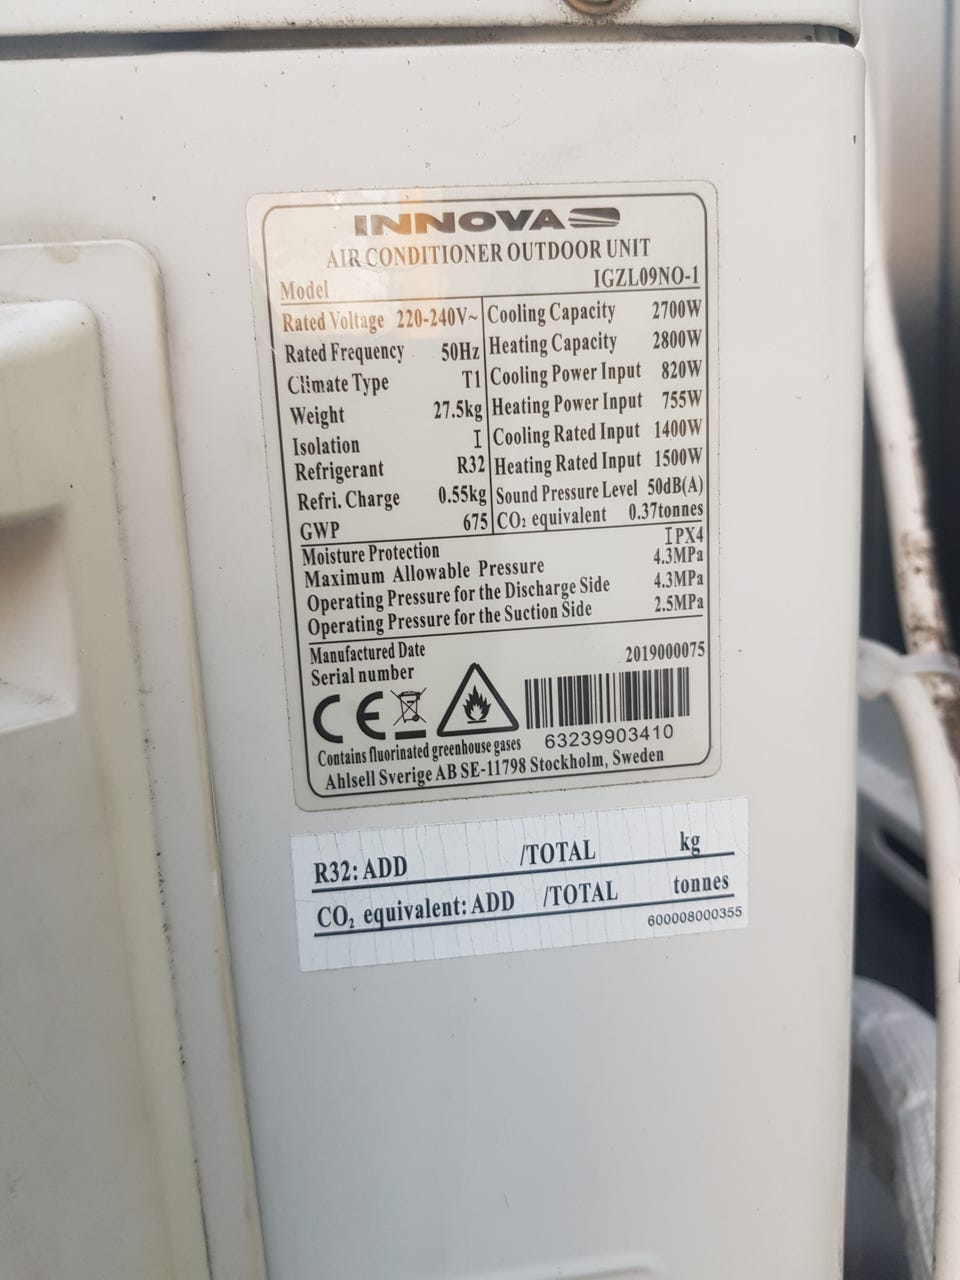 INNOVA
AIR CONDITIONER OUTDOOR UNIT
Model IGZL09NO-1
Rated Voltage 220-240V~ Cooling Capacity 2700W
Rated Frequency 50Hz Heating Capacity 2800W
Climate Type T1 Cooling Power Input 820W
Weight 27.5kg Heating Power Input 755W
Isolation I Cooling Rated Input 1400W
Refrigerant R32 Heating Rated Input 1500W
Refri. Charge 0.55kg Sound Pressure Level 50dB(A)
GWP 675 CO₂ equivalent 0.37tonnes
Moisture Protection IPX4
Maximum Allowable Pressure 4.3MPa
Operating Pressure for the Discharge Side 4.3MPa
Operating Pressure for the Suction Side 2.5MPa
Manufactured Date
Serial number 2019000075
CE
63239903410
Contains fluorinated greenhouse gases
Ahlsell Sverige AB SE-11798 Stockholm, Sweden
R32: ADD /TOTAL kg
CO₂ equivalent: ADD /TOTAL tonnes
600008000355